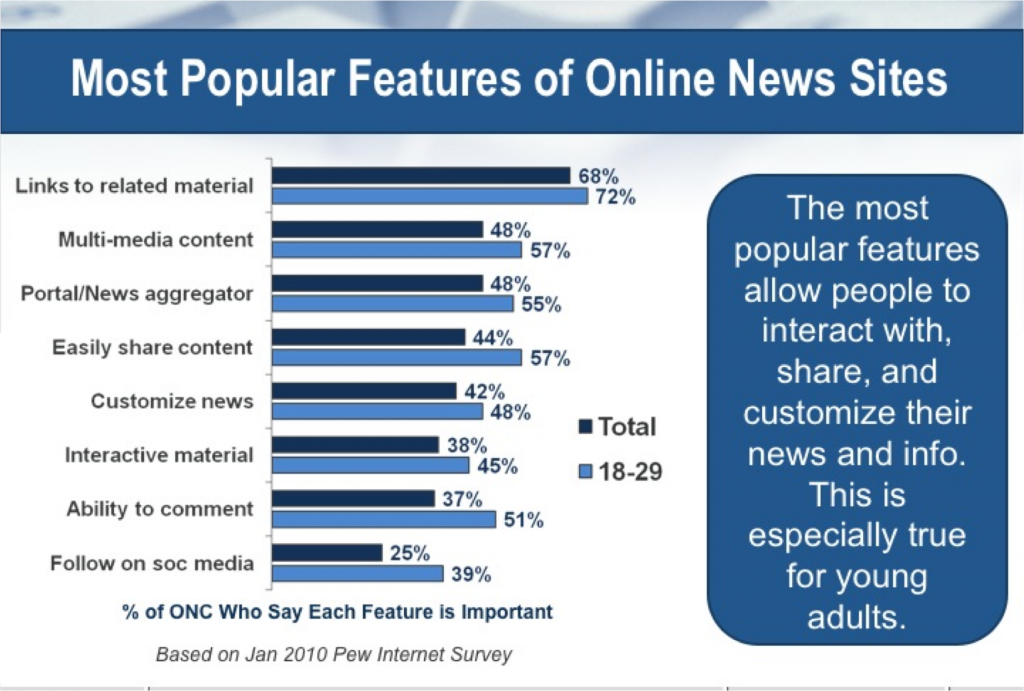 Most Popular Features of Online News Sites
Links to related material
68%
72%
Multi-media content
48%
57%
Portal/News aggregator
48%
55%
Easily share content
44%
57%
Customize news
42%
48%
Interactive material
38%
45%
Ability to comment
37%
51%
Follow on soc media
25%
39%
Total
18-29
% of ONC Who Say Each Feature is Important
Based on Jan 2010 Pew Internet Survey
The most
popular features
allow people to
interact with,
share, and
customize their
news and info.
This is
especially true
for young
adults.